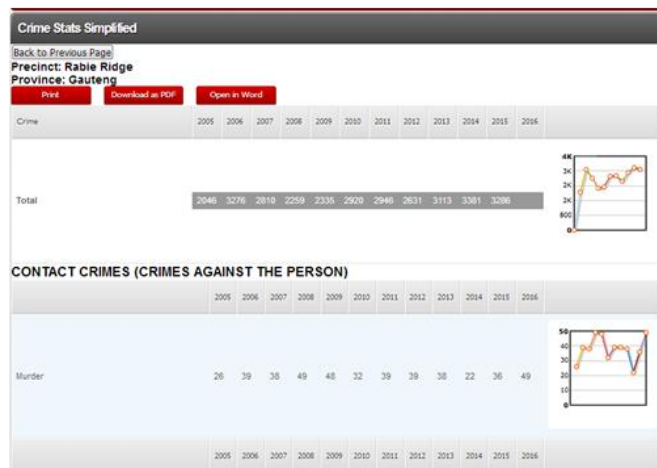 Crime Stats Simplified
Back to Previous Page
Precinct: Rabie Ridge
Province: Gauteng
Print Download as PDF Open in Word
Crime 2005 2006 2007 2008 2009 2010 2011 2012 2013 2014 2015 2016
4K
3K
2K
2K
800
0
Total 2046 3276 2810 2259 2335 2920 2946 2631 3113 3381 3286
CONTACT CRIMES (CRIMES AGAINST THE PERSON)
2005 2006 2007 2008 2009 2010 2011 2012 2013 2014 2015 2016
50
40
30
20
10
0
Murder 26 39 38 49 48 32 39 39 38 22 36 49
2005 2006 2007 2008 2009 2010 2011 2012 2013 2014 2015 2016